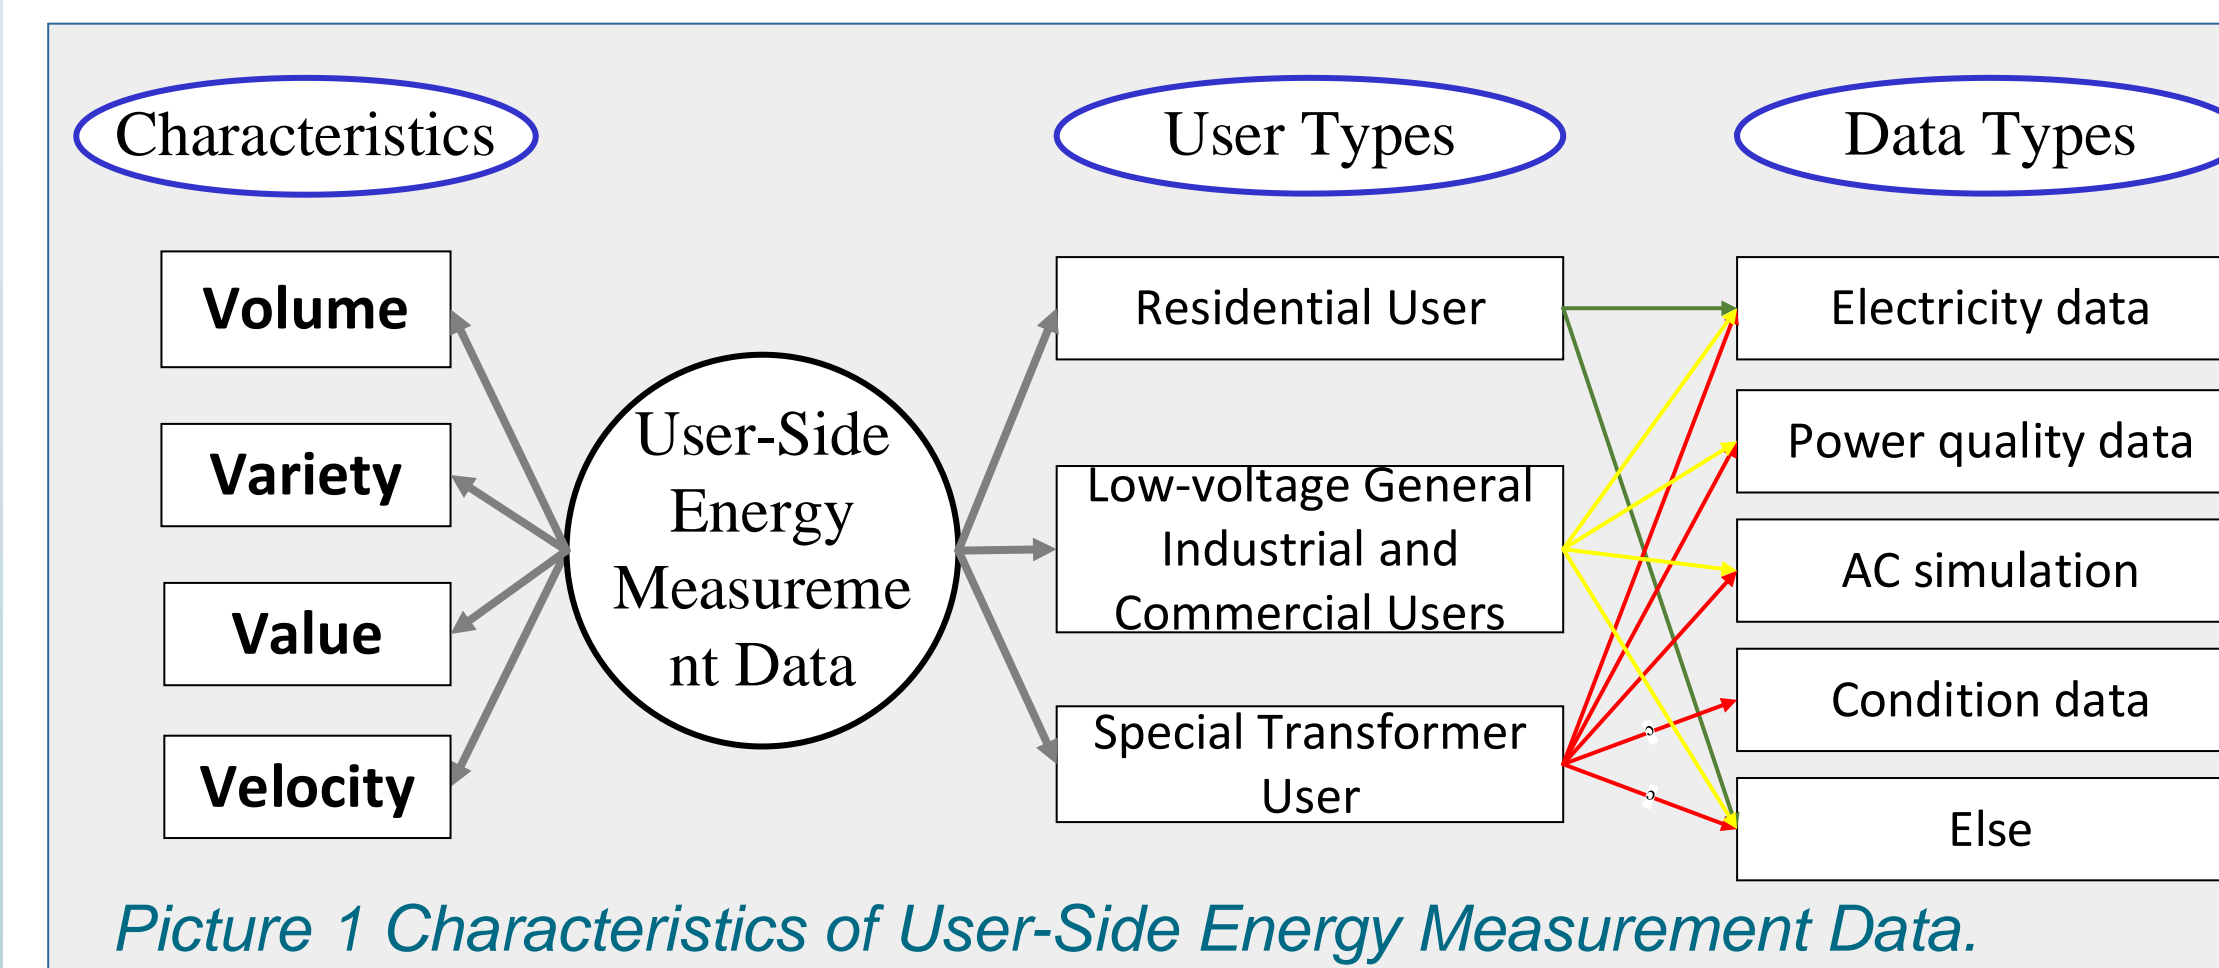 Characteristics
User Types
Data Types
Volume
Variety
Value
Velocity
User-Side
Energy
Measureme
nt Data
Residential User
Low-voltage General
Industrial and
Commercial Users
Special Transformer
User
Electricity data
Power quality data
AC simulation
Condition data
Else
Picture 1 Characteristics of User-Side Energy Measurement Data.